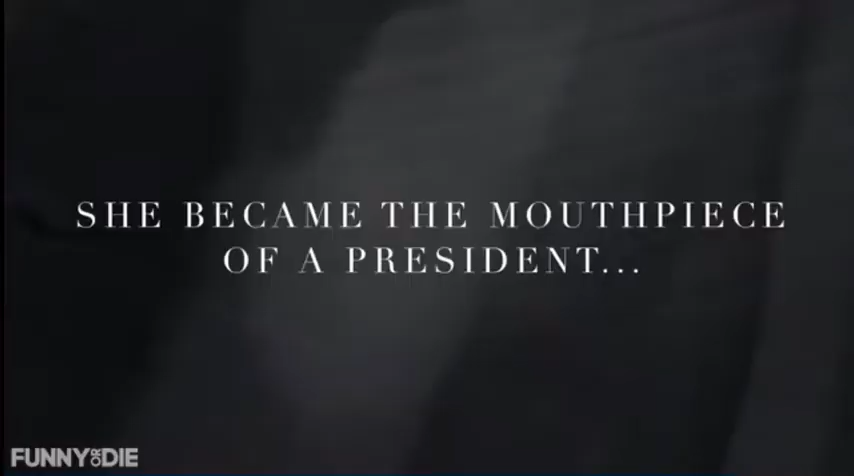 SHE BECAME THE MOUTHPIECE
OF A PRESIDENT...
FUNNY OR DIE